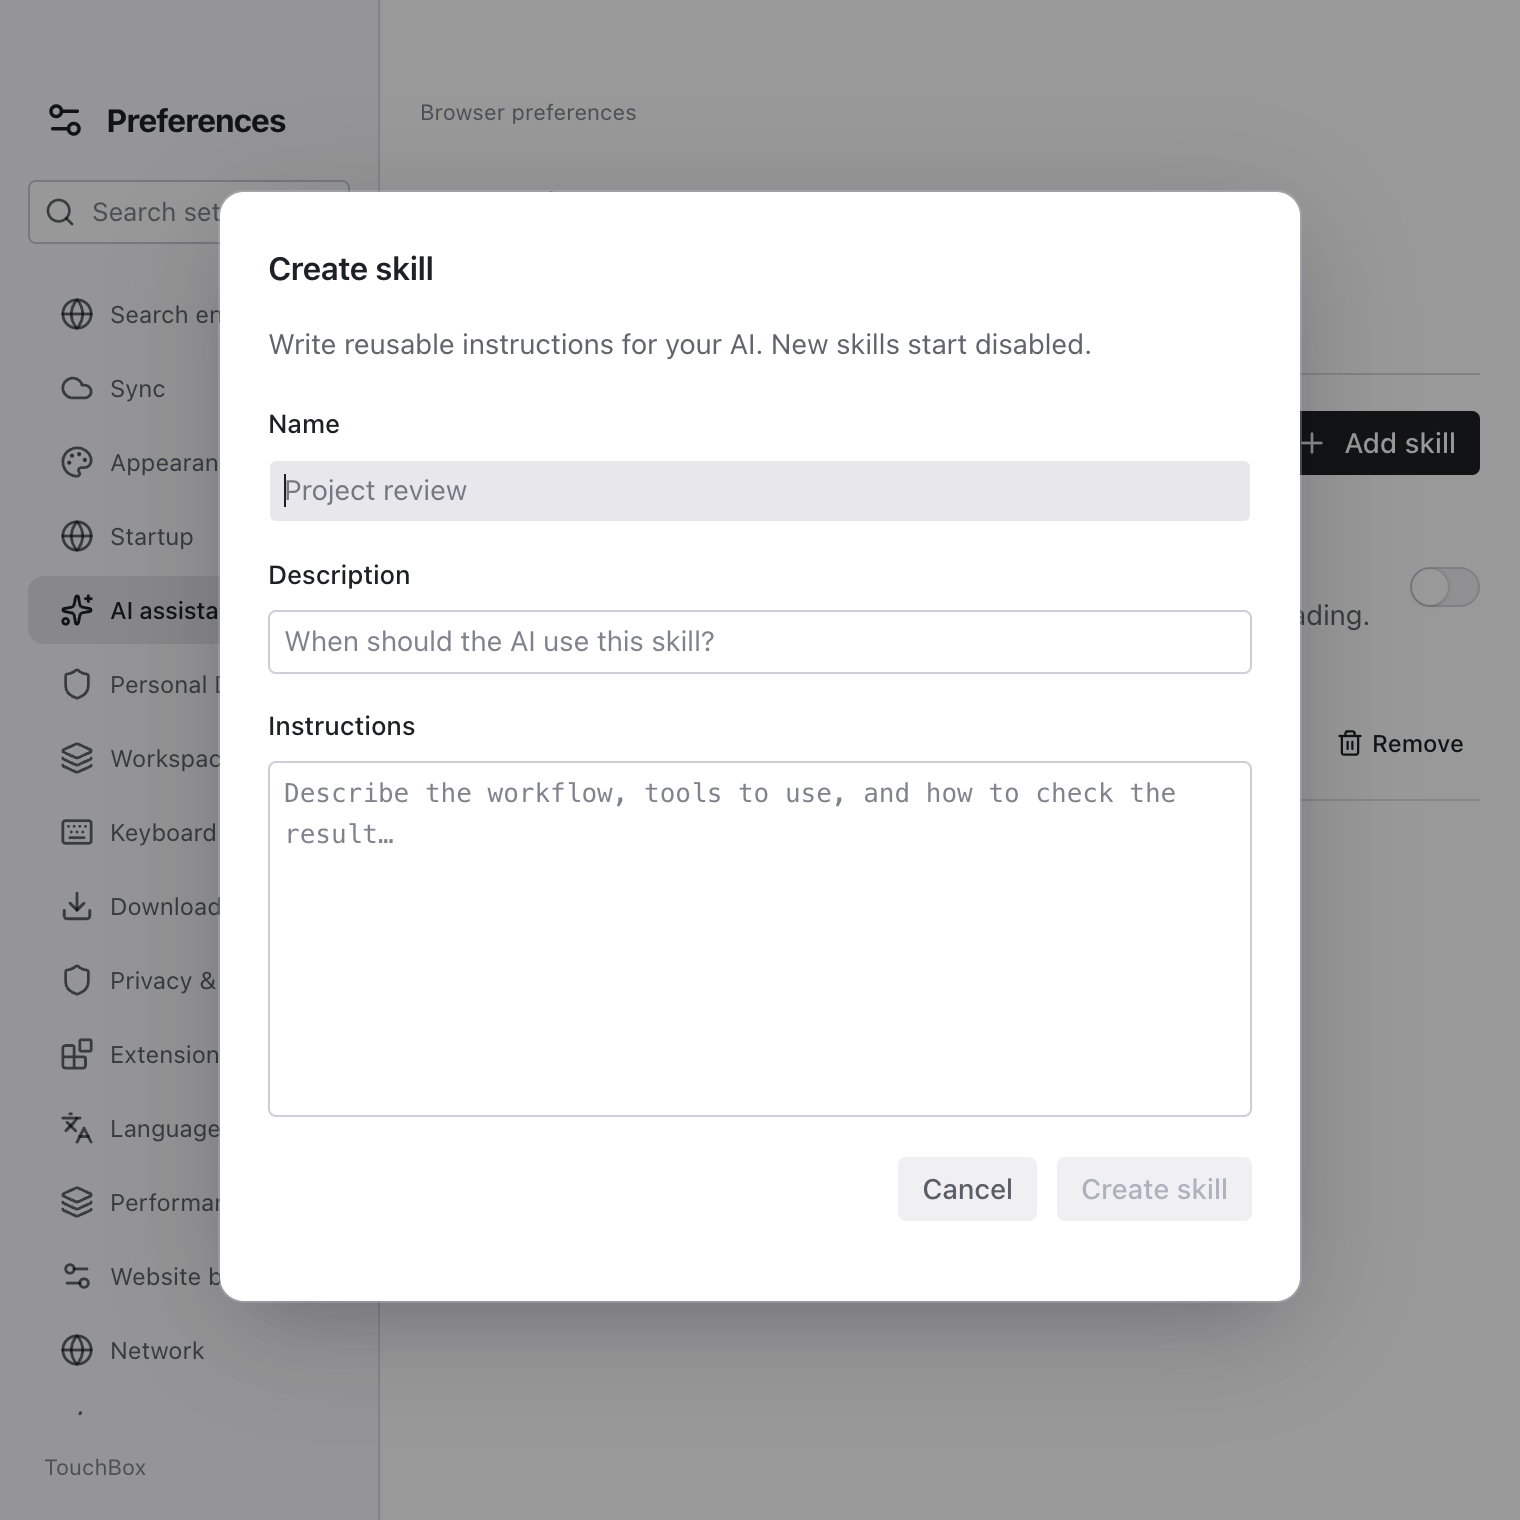 Preferences
Browser preferences
Search set
Create skill
Write reusable instructions for your AI. New skills start disabled.
Name
Project review
Description
When should the AI use this skill?
Instructions
Describe the workflow, tools to use, and how to check the
result…
Cancel
Create skill
Search en
Sync
Appearan
Startup
AI assista
Personal
Workspac
Keyboard
Download
Privacy &
Extension
Language
Performan
Website b
Network
TouchBox
Add skill
ading.
Remove